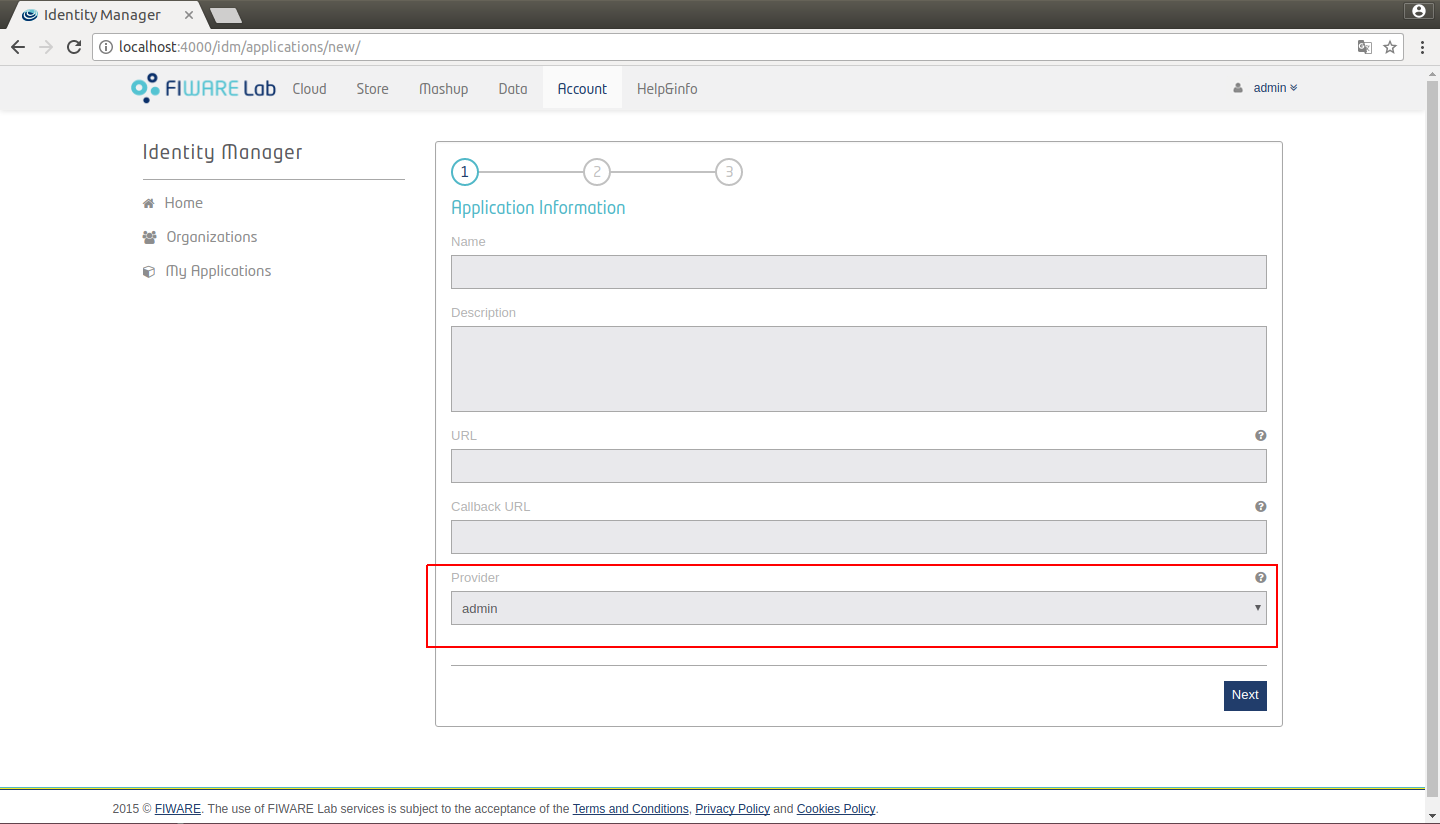 Identity Manager
localhost:4000/idm/applications/new/
FIWARE Lab Cloud Store Mashup Data Account Help&info admin
Identity Manager
Home
Organizations
My Applications
1 2 3
Application Information
Name
Description
URL
Callback URL
Provider
admin
Next
2015 © FIWARE. The use of FIWARE Lab services is subject to the acceptance of the Terms and Conditions, Privacy Policy and Cookies Policy.